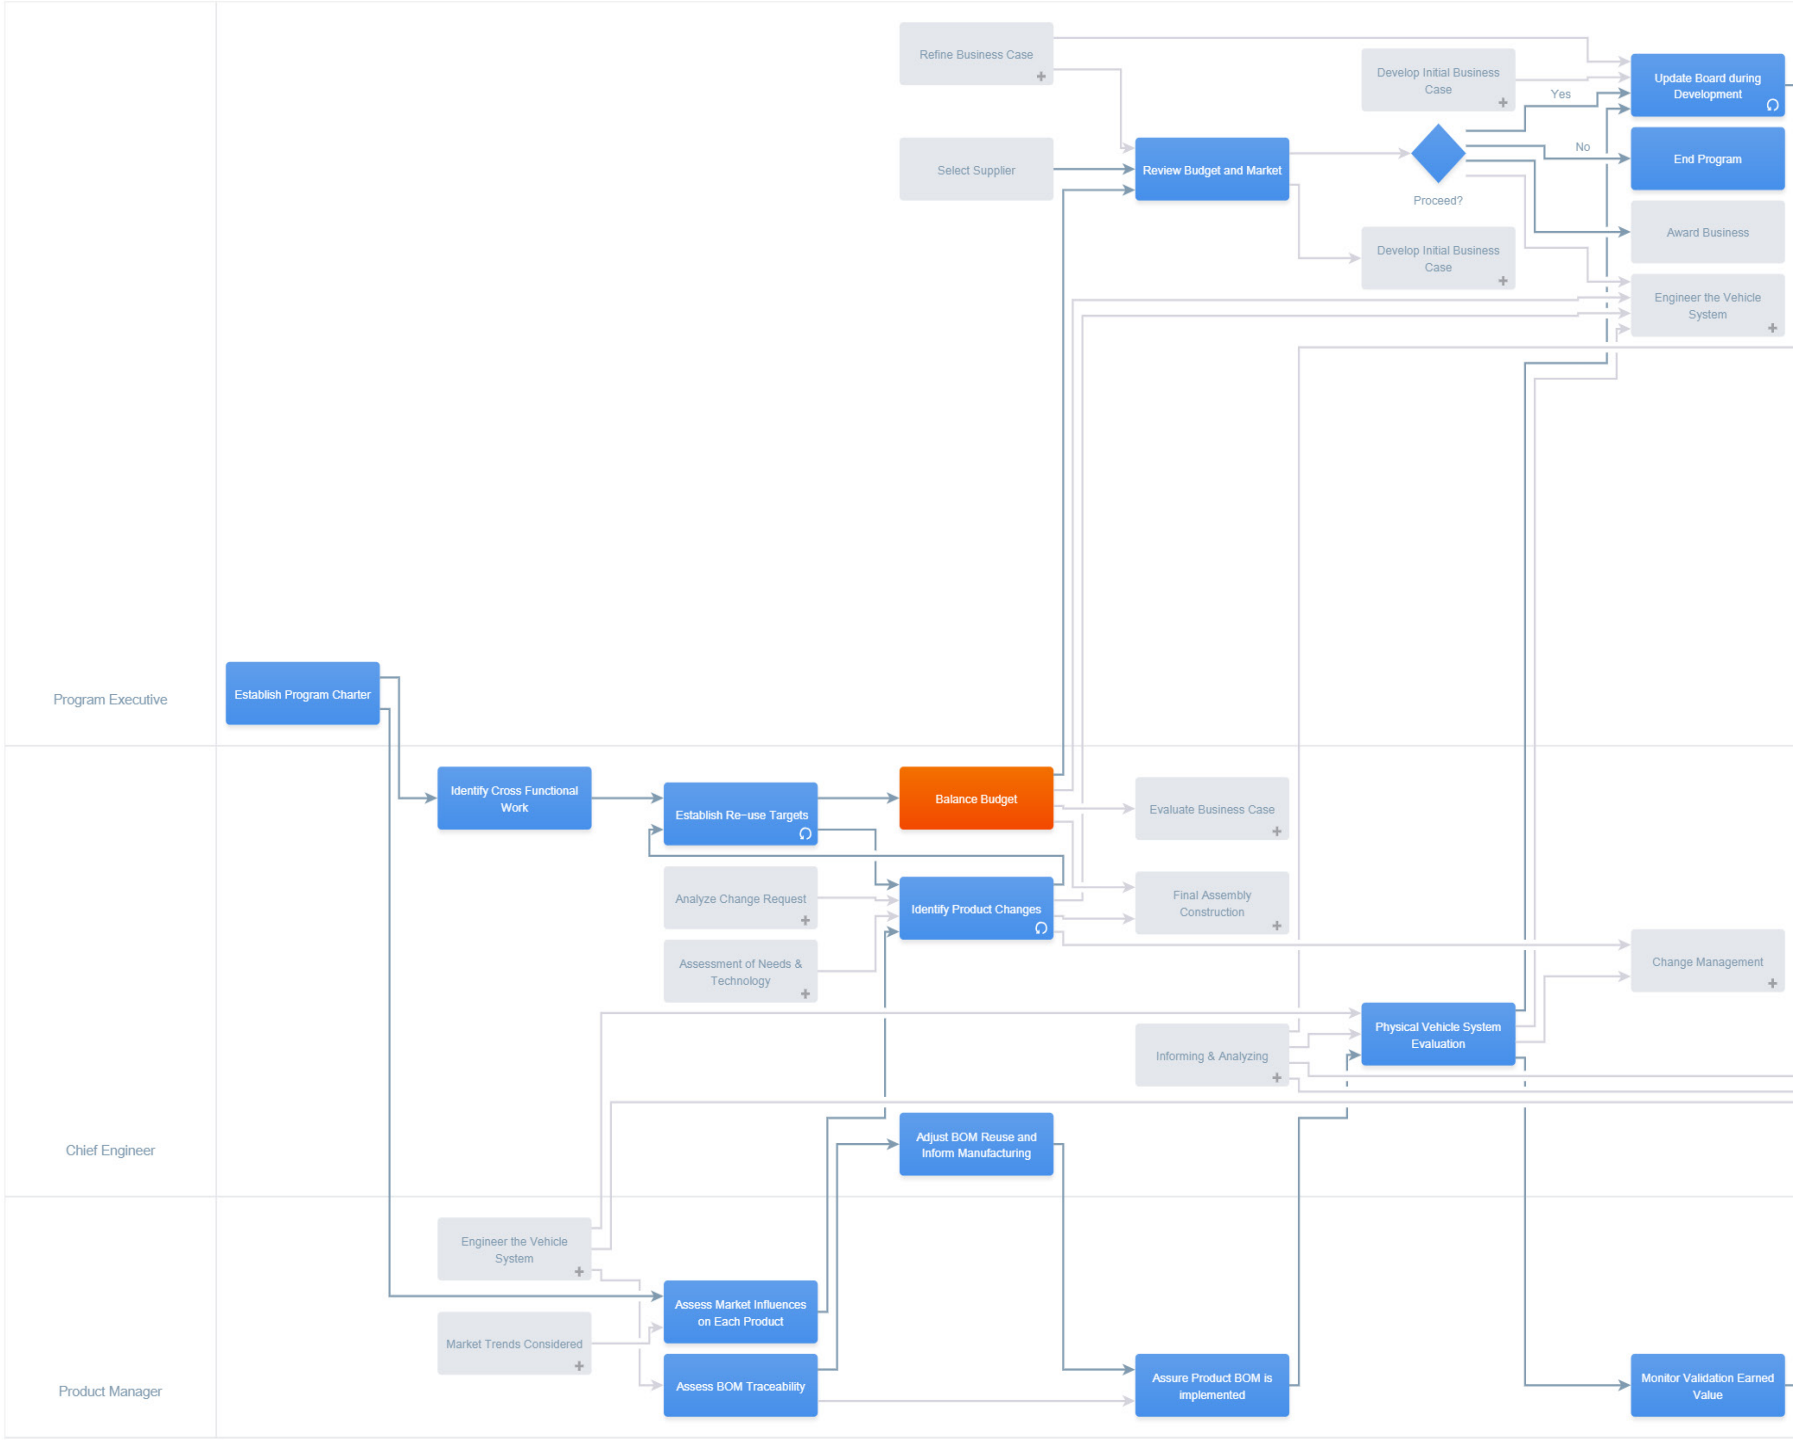 Refine Business Case
Develop Initial Business
Case
Update Board during
Development
Yes
Select Supplier
Review Budget and Market
No
End Program
Proceed?
Award Business
Develop Initial Business
Case
Engineer the Vehicle
System
Program Executive
Establish Program Charter
Identify Cross Functional
Work
Establish Re-use Targets
Balance Budget
Evaluate Business Case
Analyze Change Request
Identify Product Changes
Final Assembly
Construction
Assessment of Needs &
Technology
Change Management
Informing & Analyzing
Physical Vehicle System
Evaluation
Chief Engineer
Adjust BOM Reuse and
Inform Manufacturing
Engineer the Vehicle
System
Assess Market Influences
on Each Product
Market Trends Considered
Product Manager
Assess BOM Traceability
Assure Product BOM is
implemented
Monitor Validation Earned
Value